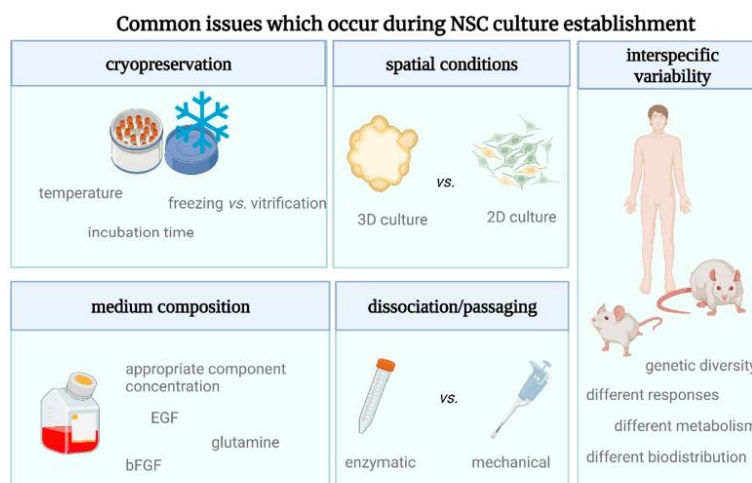 Common issues which occur during NSC culture establishment
cryopreservation
temperature
freezing vs. vitrification
incubation time
spatial conditions
vs.
3D culture
2D culture
interspecific
variability
genetic diversity
different responses
different metabolism
different biodistribution
medium composition
appropriate component
concentration
EGF
glutamine
bFGF
dissociation/passaging
vs.
enzymatic
mechanical